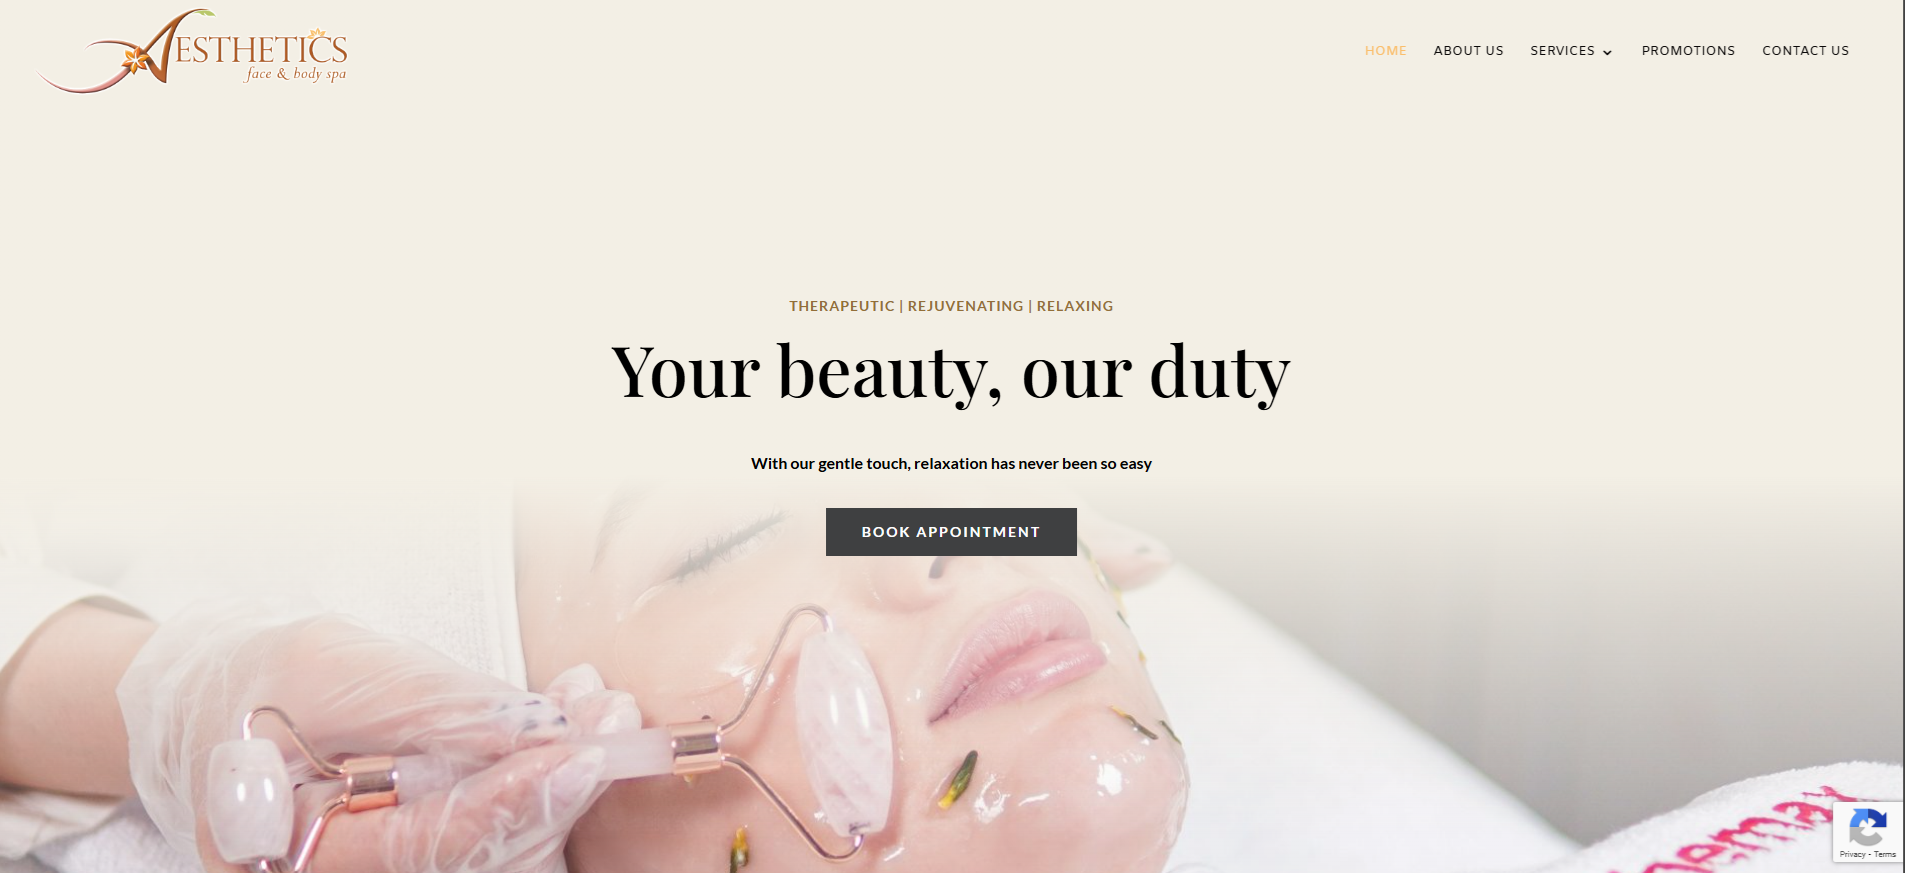 AESTHETICS
face & body spa
HOME ABOUT US SERVICES PROMOTIONS CONTACT US
THERAPEUTIC | REJUVENATING | RELAXING
Your beauty, our duty
With our gentle touch, relaxation has never been so easy
BOOK APPOINTMENT
Privacy - Terms